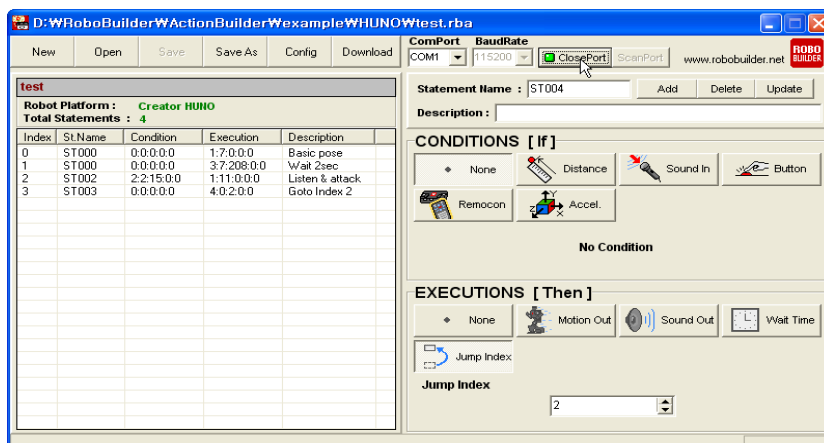 D:₩RoboBuilder₩ActionBuilder₩example₩HUNO₩test.rba
New Open Save Save As Config Download
ComPort BaudRate
COM1 115200 ClosePort ScanPort www.robobuilder.net ROBO BUILDER
test
Robot Platform : Creator HUNO
Total Statements : 4
Index St.Name Condition Execution Description
0 ST000 0:0:0:0:0 1:7:0:0:0 Basic pose
1 ST000 0:0:0:0:0 3:7:208:0:0 Wait 2sec
2 ST002 2:2:15:0:0 1:11:0:0:0 Listen & attack
3 ST003 0:0:0:0:0 4:0:2:0:0 Goto Index 2
Statement Name : ST004 Add Delete Update
Description :
CONDITIONS [ If ]
None Distance Sound In Button
Remocon Accel.
No Condition
EXECUTIONS [ Then ]
None Motion Out Sound Out Wait Time
Jump Index
Jump Index
2